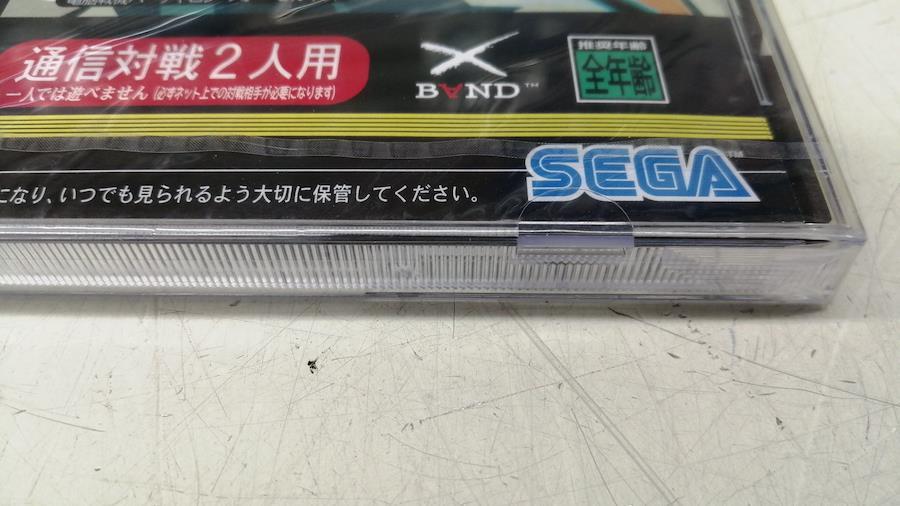 通信対戦２人用
一人では遊べません（必ずネット上での対戦相手が必要になります）
X
BAND™
推奨年齢
全年齢
SEGA™
になり、いつでも見られるよう大切に保管してください。